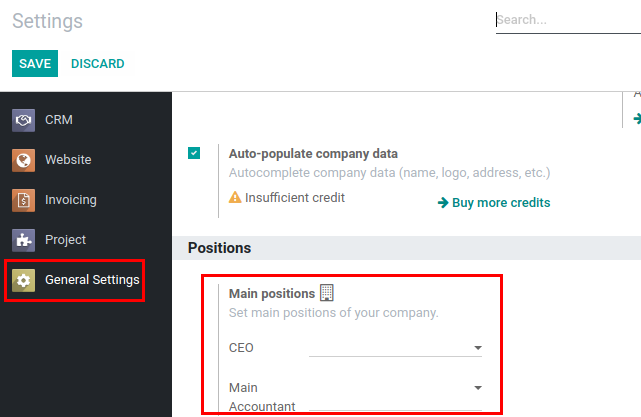 Settings
Search...
SAVE DISCARD
CRM
Website
Invoicing
Project
General Settings
Auto-populate company data
Autocomplete company data (name, logo, address, etc.)
Insufficient credit
Buy more credits
Positions
Main positions
Set main positions of your company.
CEO
Main
Accountant